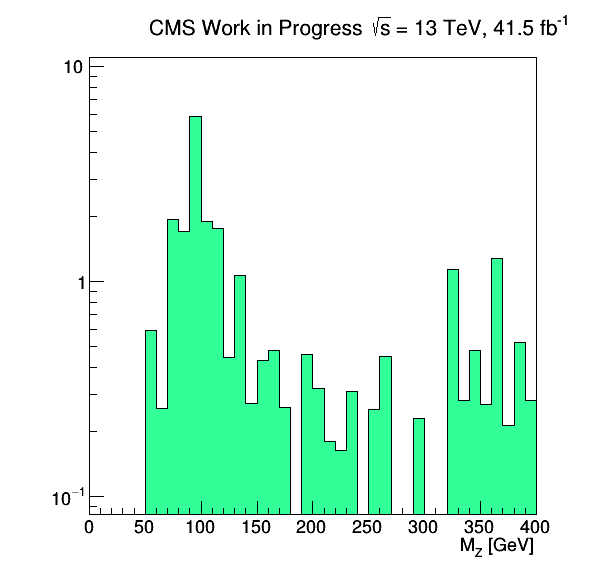 CMS Work in Progress √s = 13 TeV, 41.5 fb⁻¹
10
1
10⁻¹
0 50 100 150 200 250 300 350 400
M_Z [GeV]